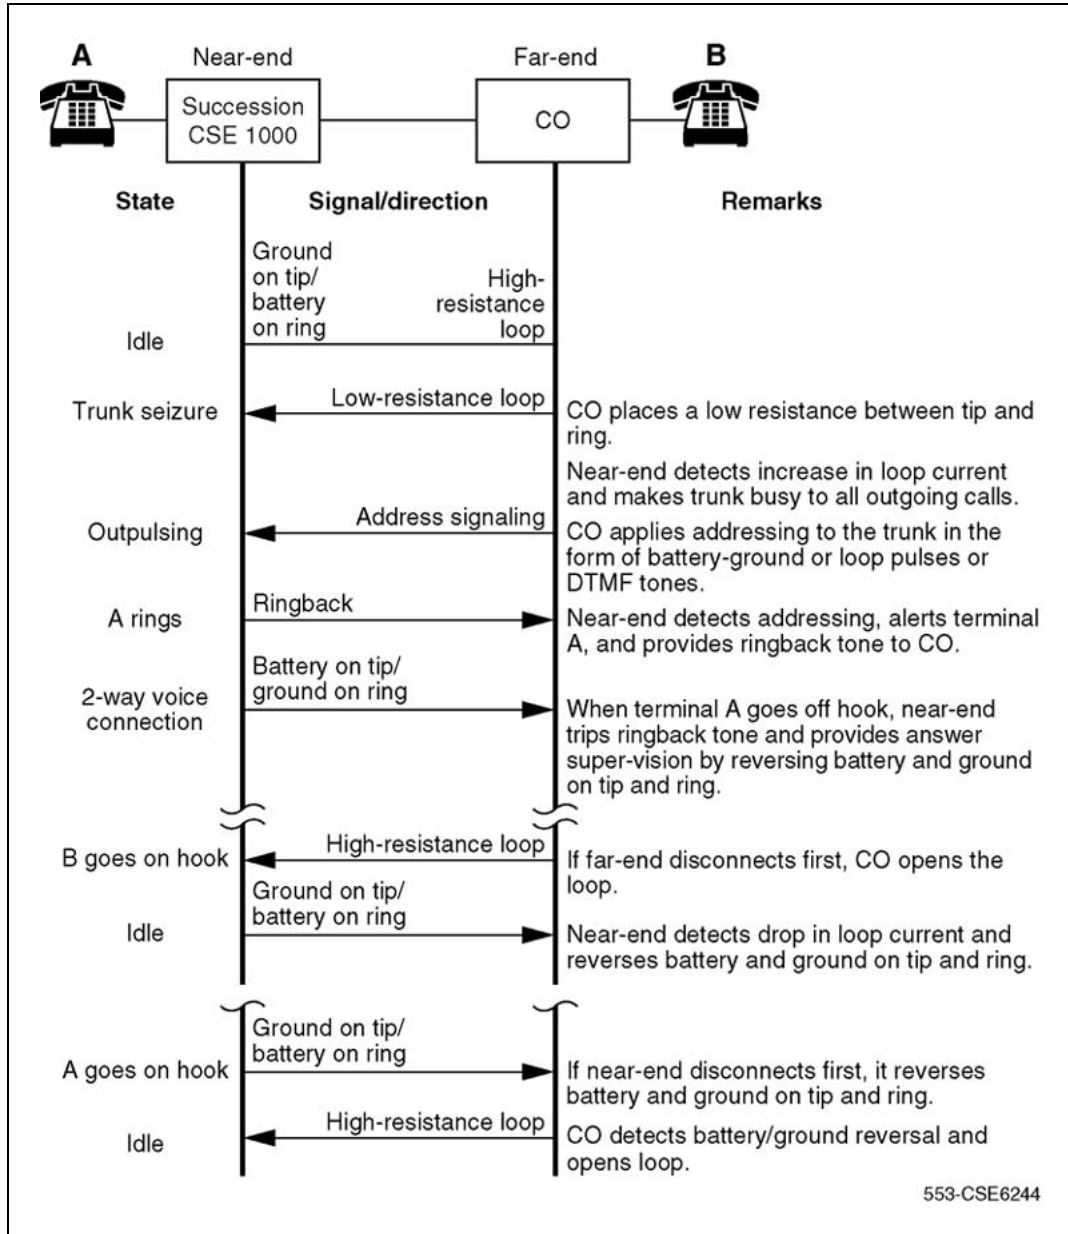 A
Near-end
Far-end
B
Succession
CSE 1000
CO
State
Signal/direction
Remarks
Ground
on tip/
battery
on ring
High-
resistance
loop
Idle
Trunk seizure
Low-resistance loop
CO places a low resistance between tip and
ring.
Near-end detects increase in loop current
and makes trunk busy to all outgoing calls.
Outpulsing
Address signaling
CO applies addressing to the trunk in the
form of battery-ground or loop pulses or
DTMF tones.
A rings
Ringback
Near-end detects addressing, alerts terminal
A, and provides ringback tone to CO.
2-way voice
connection
Battery on tip/
ground on ring
When terminal A goes off hook, near-end
trips ringback tone and provides answer
super-vision by reversing battery and ground
on tip and ring.
B goes on hook
High-resistance loop
If far-end disconnects first, CO opens the
loop.
Idle
Ground on tip/
battery on ring
Near-end detects drop in loop current and
reverses battery and ground on tip and ring.
A goes on hook
Ground on tip/
battery on ring
If near-end disconnects first, it reverses
battery and ground on tip and ring.
Idle
High-resistance loop
CO detects battery/ground reversal and
opens loop.
553-CSE6244